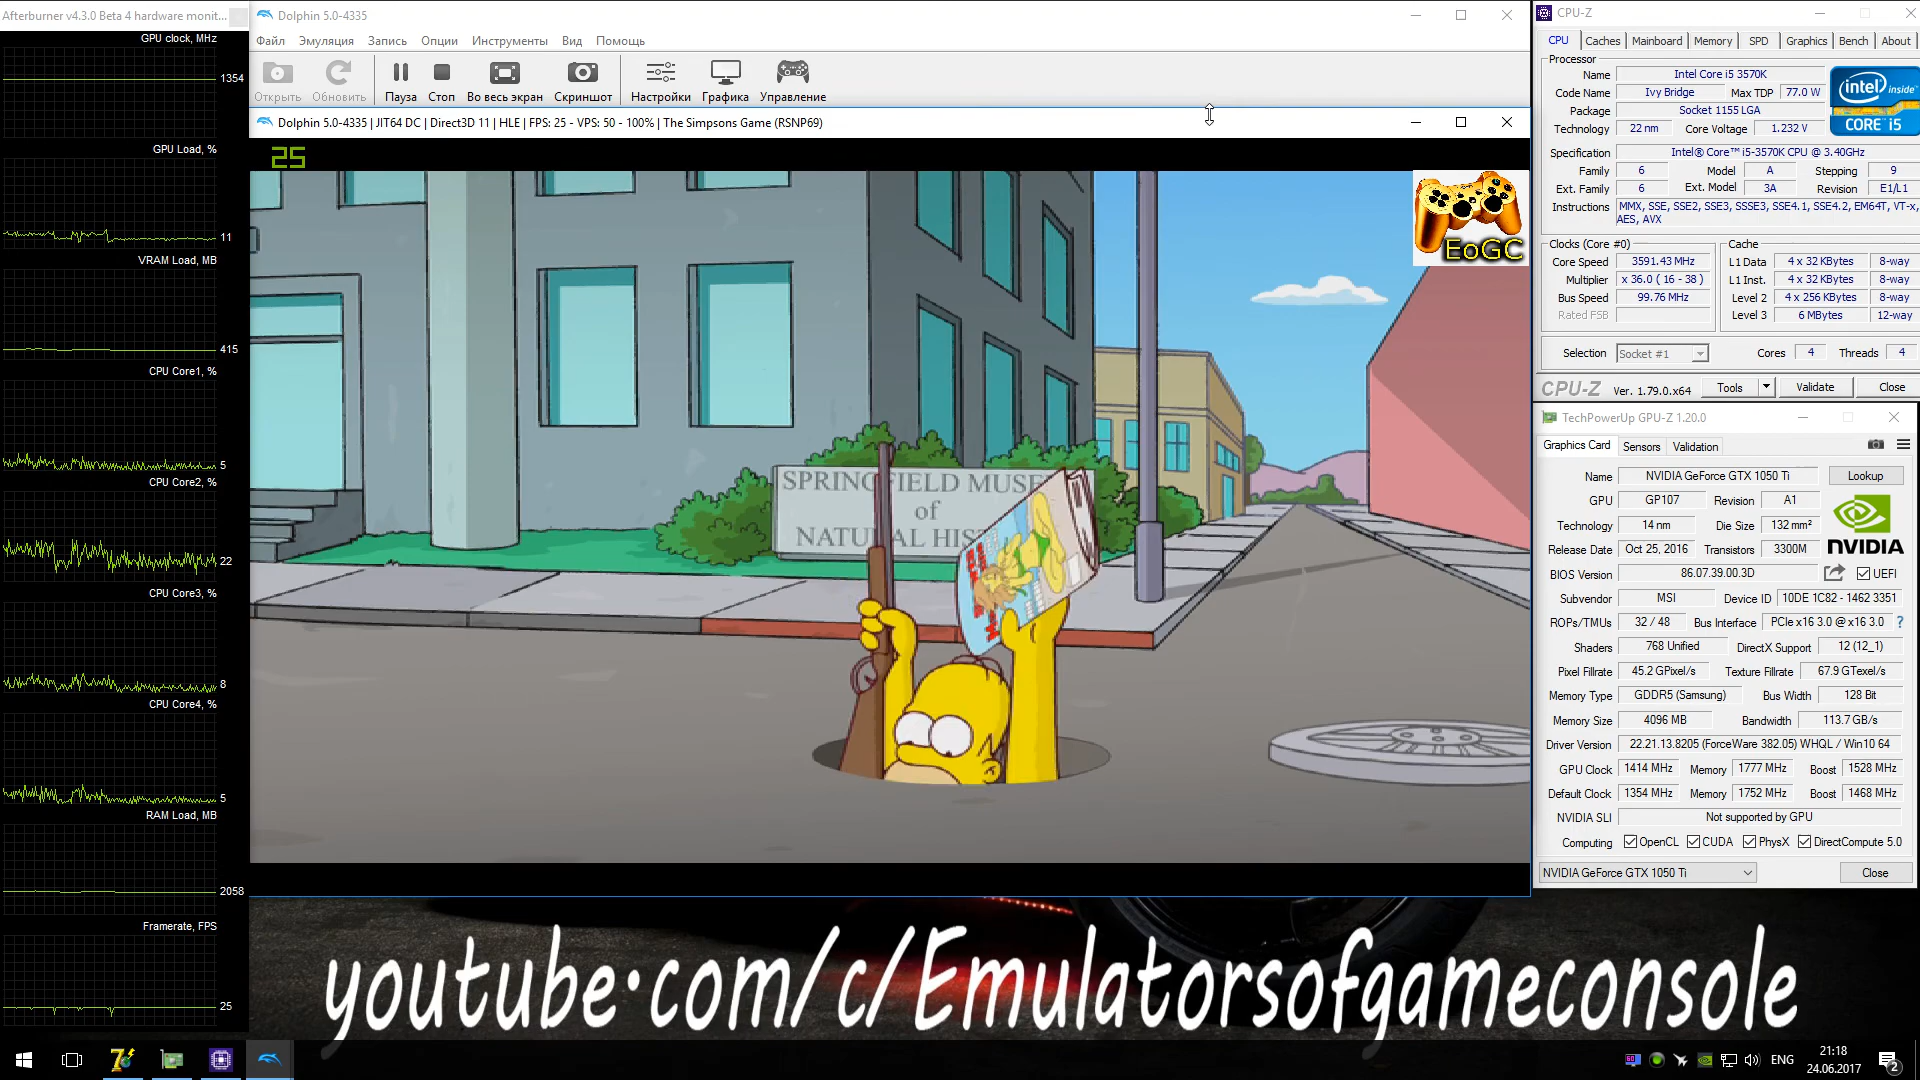 Afterburner v4.3.0 Beta 4 hardware monit...
GPU clock, MHz
1354
GPU Load, %
11
VRAM Load, MB
415
CPU Core1, %
5
CPU Core2, %
22
CPU Core3, %
8
CPU Core4, %
5
RAM Load, MB
2058
Framerate, FPS
25
Dolphin 5.0-4335
Файл Эмуляция Запись Опции Инструменты Вид Помощь
Открыть Обновить Пауза Стоп Во весь экран Скриншот Настройки Графика Управление
Dolphin 5.0-4335 | JIT64 DC | Direct3D 11 | HLE | FPS: 25 - VPS: 50 - 100% | The Simpsons Game (RSNP69)
25
EoGC
SPRINGFIELD MUSE
of
NATURAL HIS
CPU-Z
CPU Caches Mainboard Memory SPD Graphics Bench About
Processor
Name Intel Core i5 3570K
Code Name Ivy Bridge Max TDP 77.0 W
Package Socket 1155 LGA
Technology 22 nm Core Voltage 1.232 V
intel inside™
CORE i5
Specification Intel® Core™ i5-3570K CPU @ 3.40GHz
Family 6 Model A Stepping 9
Ext. Family 6 Ext. Model 3A Revision E1/L1
Instructions MMX, SSE, SSE2, SSE3, SSSE3, SSE4.1, SSE4.2, EM64T, VT-x,
AES, AVX
Clocks (Core #0) Cache
Core Speed 3591.43 MHz L1 Data 4 x 32 KBytes 8-way
Multiplier x 36.0 ( 16 - 38 ) L1 Inst. 4 x 32 KBytes 8-way
Bus Speed 99.76 MHz Level 2 4 x 256 KBytes 8-way
Rated FSB Level 3 6 MBytes 12-way
Selection Socket #1 Cores 4 Threads 4
CPU-Z Ver. 1.79.0.x64 Tools Validate Close
TechPowerUp GPU-Z 1.20.0
Graphics Card Sensors Validation
Name NVIDIA GeForce GTX 1050 Ti Lookup
GPU GP107 Revision A1
Technology 14 nm Die Size 132 mm²
NVIDIA
Release Date Oct 25, 2016 Transistors 3300M
BIOS Version 86.07.39.00.3D UEFI
Subvendor MSI Device ID 10DE 1C82 - 1462 3351
ROPs/TMUs 32 / 48 Bus Interface PCIe x16 3.0 @ x16 3.0 ?
Shaders 768 Unified DirectX Support 12 (12_1)
Pixel Fillrate 45.2 GPixel/s Texture Fillrate 67.9 GTexel/s
Memory Type GDDR5 (Samsung) Bus Width 128 Bit
Memory Size 4096 MB Bandwidth 113.7 GB/s
Driver Version 22.21.13.8205 (ForceWare 382.05) WHQL / Win10 64
GPU Clock 1414 MHz Memory 1777 MHz Boost 1528 MHz
Default Clock 1354 MHz Memory 1752 MHz Boost 1468 MHz
NVIDIA SLI Not supported by GPU
Computing OpenCL CUDA PhysX DirectCompute 5.0
NVIDIA GeForce GTX 1050 Ti Close
youtube.com/c/Emulatorsofgameconsole
ENG
21:18
24.06.2017
2